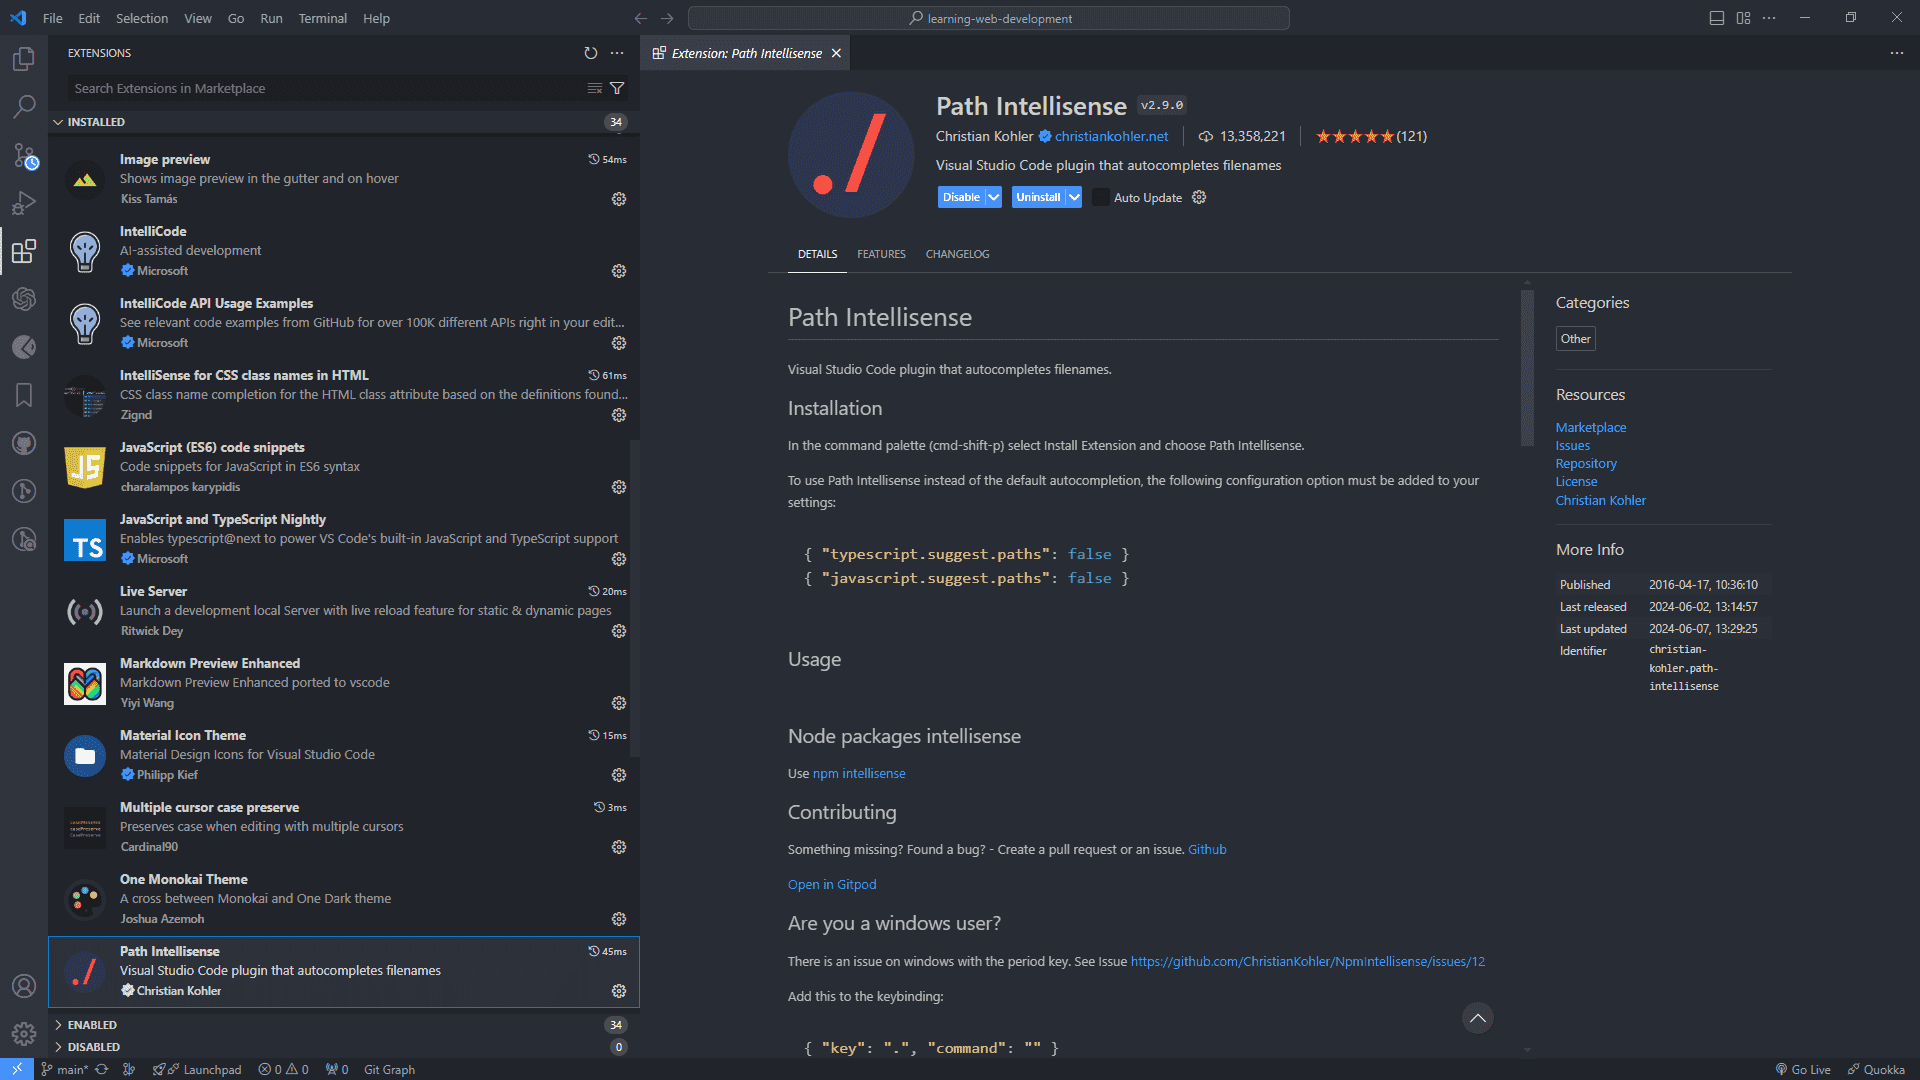 File Edit Selection View Go Run Terminal Help
learning-web-development
EXTENSIONS
Search Extensions in Marketplace
INSTALLED 34
Image preview 54ms
Shows image preview in the gutter and on hover
Kiss Tamás
IntelliCode
AI-assisted development
Microsoft
IntelliCode API Usage Examples
See relevant code examples from GitHub for over 100K different APIs right in your edit...
Microsoft
IntelliSense for CSS class names in HTML 61ms
CSS class name completion for the HTML class attribute based on the definitions found...
Zignd
JS
JavaScript (ES6) code snippets
Code snippets for JavaScript in ES6 syntax
charalampos karypidis
TS
JavaScript and TypeScript Nightly
Enables typescript@next to power VS Code's built-in JavaScript and TypeScript support
Microsoft
Live Server 20ms
Launch a development local Server with live reload feature for static & dynamic pages
Ritwick Dey
Markdown Preview Enhanced
Markdown Preview Enhanced ported to vscode
Yiyi Wang
Material Icon Theme 15ms
Material Design Icons for Visual Studio Code
Philipp Kief
Multiple cursor case preserve 3ms
Preserves case when editing with multiple cursors
Cardinal90
One Monokai Theme
A cross between Monokai and One Dark theme
Joshua Azemoh
Path Intellisense 45ms
Visual Studio Code plugin that autocompletes filenames
Christian Kohler
ENABLED 34
DISABLED 0
Extension: Path Intellisense
./
Path Intellisense v2.9.0
Christian Kohler christiankohler.net 13,358,221 (121)
Visual Studio Code plugin that autocompletes filenames
Disable Uninstall Auto Update
DETAILS FEATURES CHANGELOG
Path Intellisense
Visual Studio Code plugin that autocompletes filenames.
Installation
In the command palette (cmd-shift-p) select Install Extension and choose Path Intellisense.
To use Path Intellisense instead of the default autocompletion, the following configuration option must be added to your
settings:
{ "typescript.suggest.paths": false }
{ "javascript.suggest.paths": false }
Usage
Node packages intellisense
Use npm intellisense
Contributing
Something missing? Found a bug? - Create a pull request or an issue. Github
Open in Gitpod
Are you a windows user?
There is an issue on windows with the period key. See Issue https://github.com/ChristianKohler/NpmIntellisense/issues/12
Add this to the keybinding:
{ "key": ".", "command": "" }
Categories
Other
Resources
Marketplace
Issues
Repository
License
Christian Kohler
More Info
Published 2016-04-17, 10:36:10
Last released 2024-06-02, 13:14:57
Last updated 2024-06-07, 13:29:25
Identifier christian-
kohler.path-
intellisense
main* Launchpad 0 0 0 Git Graph Go Live Quokka